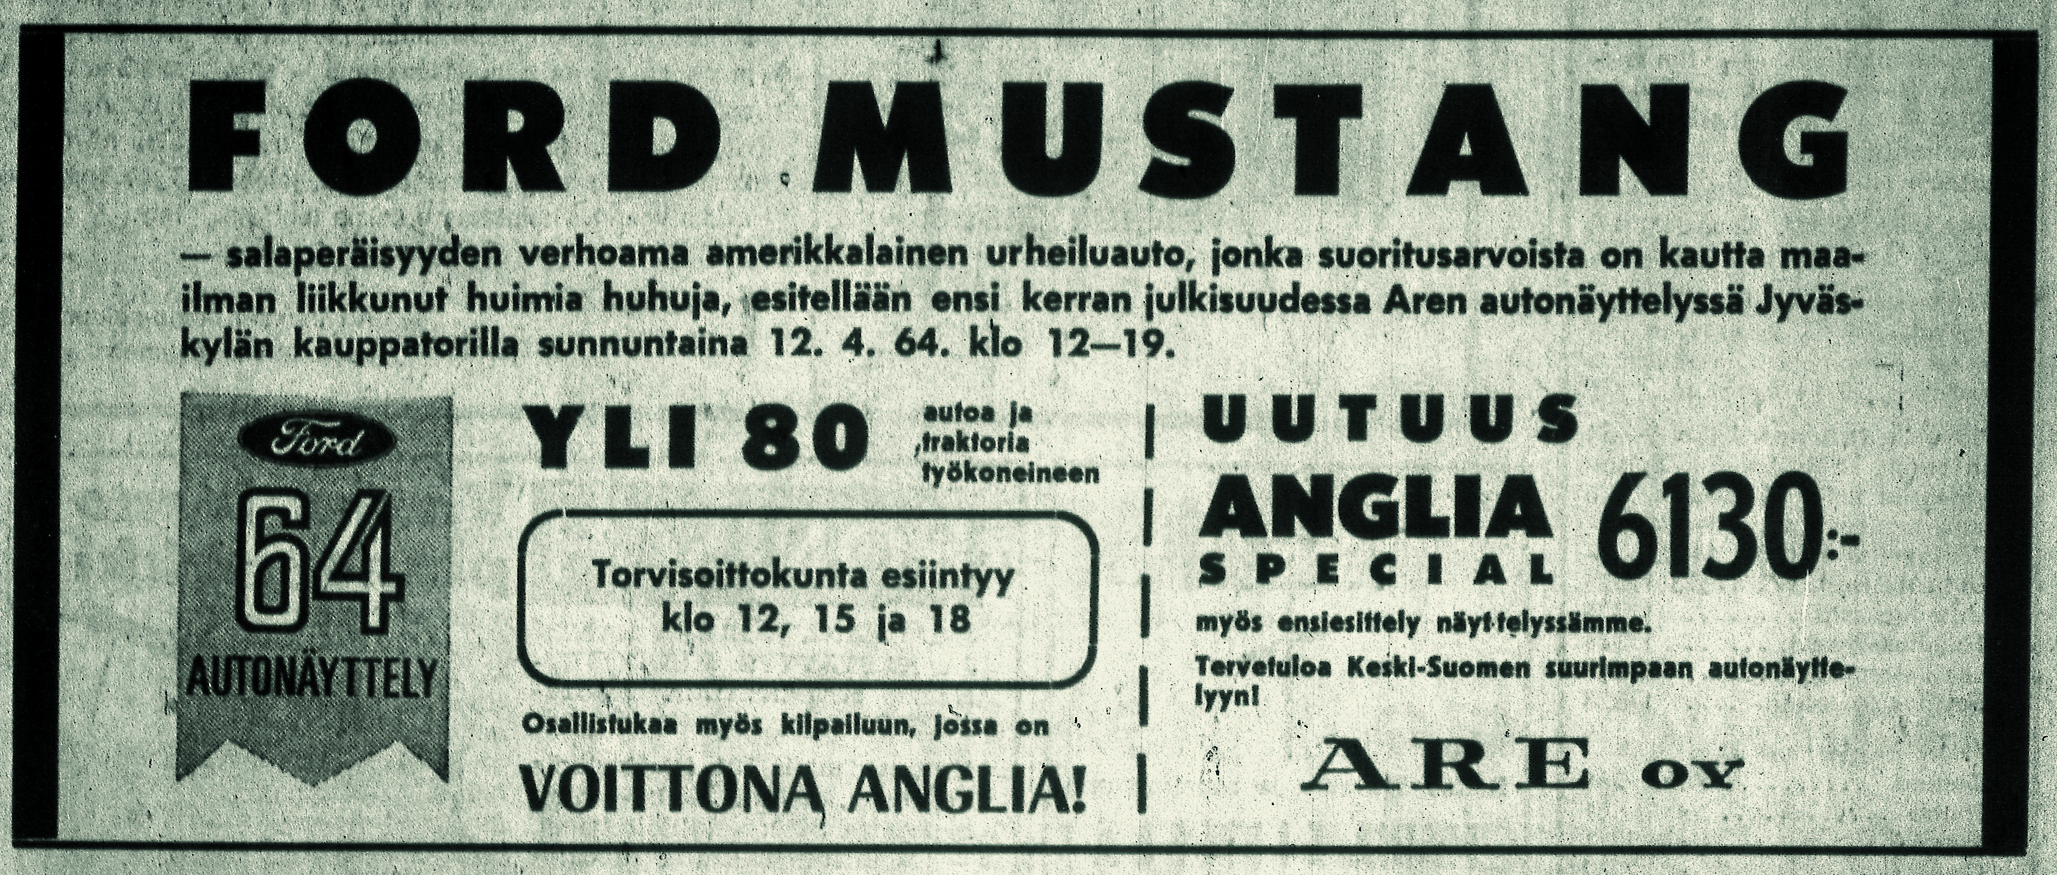 FORD MUSTANG
— salaperäisyyden verhoama amerikkalainen urheiluauto, jonka suoritusarvoista on kautta maa-
ilman liikkunut huimia huhuja, esitellään ensi kerran julkisuudessa Aren autonäyttelyssä Jyväs-
kylän kauppatorilla sunnuntaina 12. 4. 64. klo 12—19.
Ford
64
AUTONÄYTTELY
YLI 80
autoa ja
traktoria
työkoneineen
Torvisoittokunta esiintyy
klo 12, 15 ja 18
Osallistukaa myös kilpailuun, jossa on
VOITTONA ANGLIA!
UUTUUS
ANGLIA 6130:-
SPECIAL
myös ensiesittely näyttelyssämme.
Tervetuloa Keski-Suomen suurimpaan autonäytte-
lyyn!
ARE OY